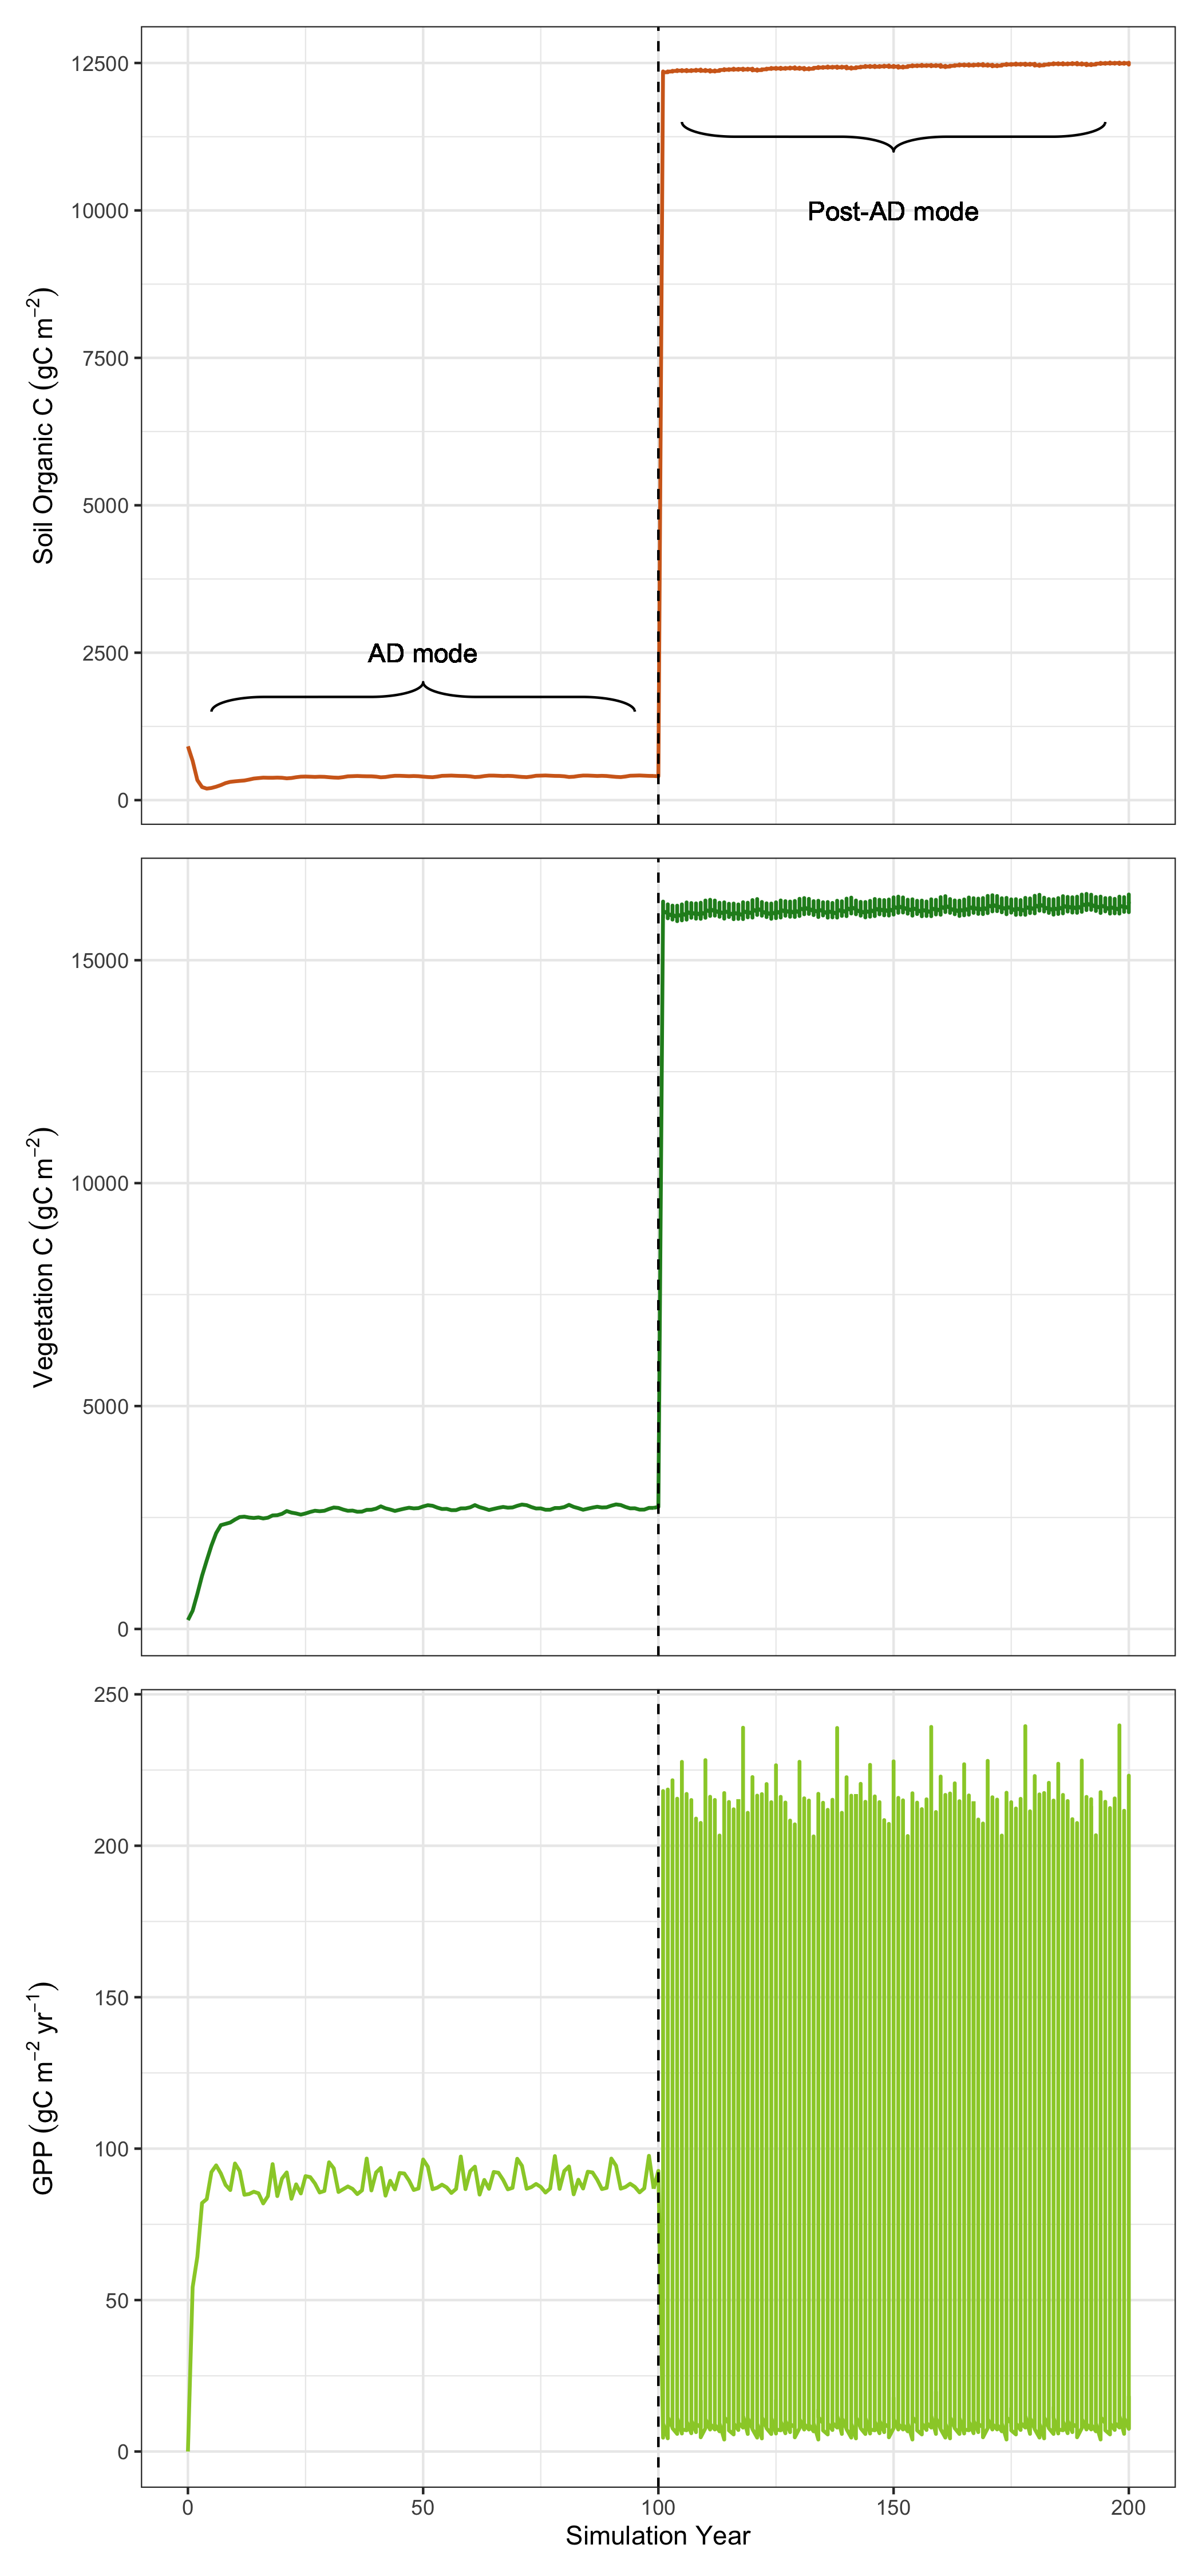 12500
10000
7500
5000
2500
0
Soil Organic C (gC m⁻²)
Post-AD mode
AD mode
15000
10000
5000
0
Vegetation C (gC m⁻²)
250
200
150
100
50
0
GPP (gC m⁻² yr⁻¹)
0 50 100 150 200
Simulation Year